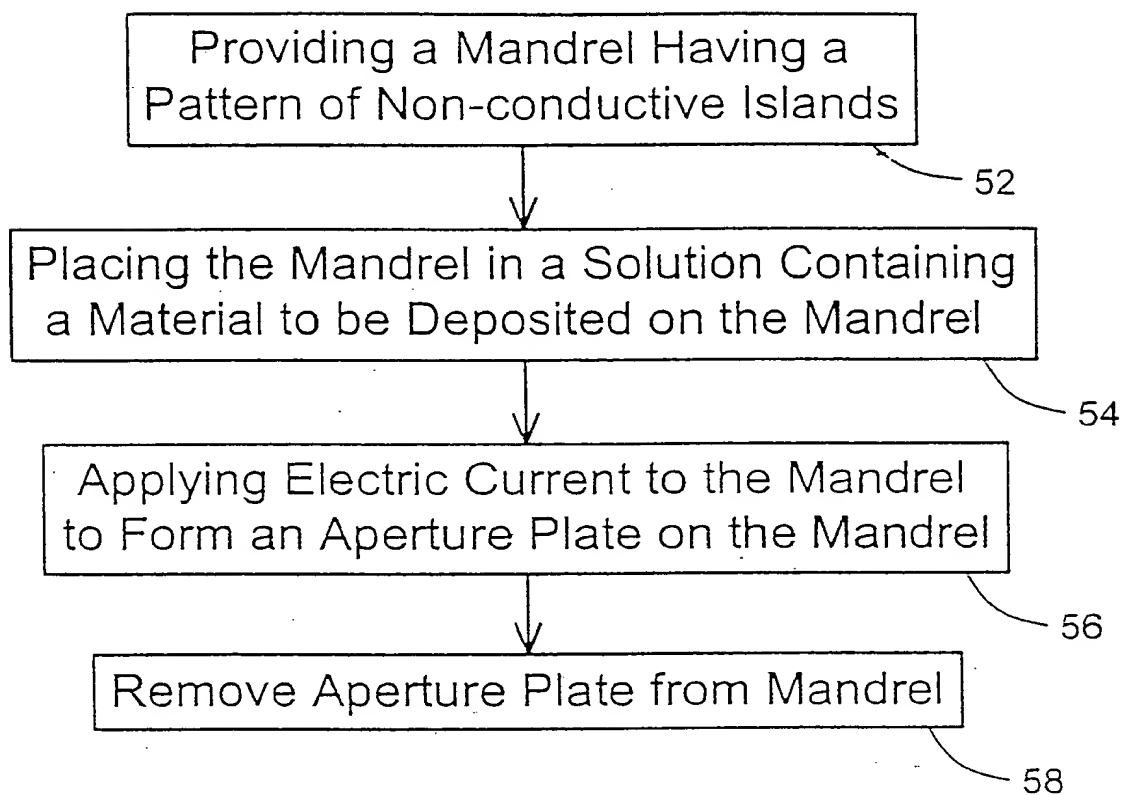 Providing a Mandrel Having a
Pattern of Non-conductive Islands
52
Placing the Mandrel in a Solution Containing
a Material to be Deposited on the Mandrel
54
Applying Electric Current to the Mandrel
to Form an Aperture Plate on the Mandrel
56
Remove Aperture Plate from Mandrel
58